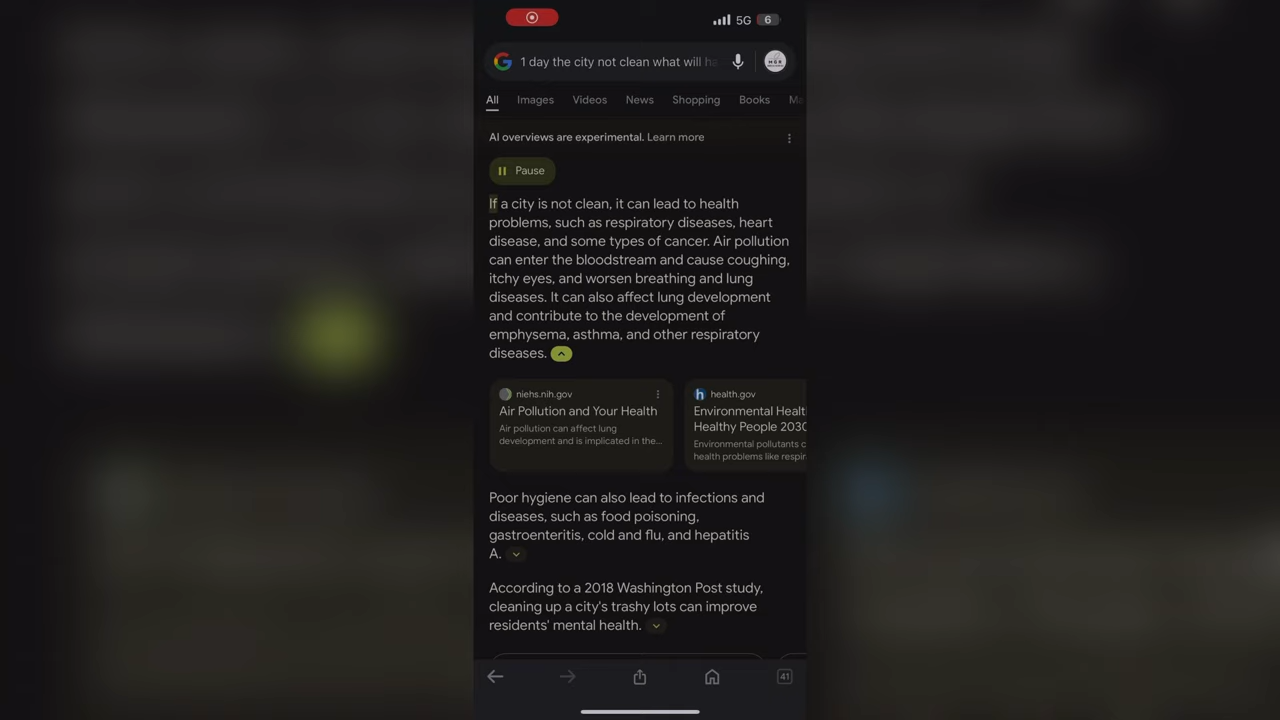 5G 6
1 day the city not clean what will ha
All Images Videos News Shopping Books Ma
AI overviews are experimental. Learn more
Pause
If a city is not clean, it can lead to health
problems, such as respiratory diseases, heart
disease, and some types of cancer. Air pollution
can enter the bloodstream and cause coughing,
itchy eyes, and worsen breathing and lung
diseases. It can also affect lung development
and contribute to the development of
emphysema, asthma, and other respiratory
diseases.
niehs.nih.gov
Air Pollution and Your Health
Air pollution can affect lung
development and is implicated in the...
health.gov
Environmental Healt
Healthy People 2030
Environmental pollutants c
health problems like respir
Poor hygiene can also lead to infections and
diseases, such as food poisoning,
gastroenteritis, cold and flu, and hepatitis
A.
According to a 2018 Washington Post study,
cleaning up a city's trashy lots can improve
residents' mental health.
41